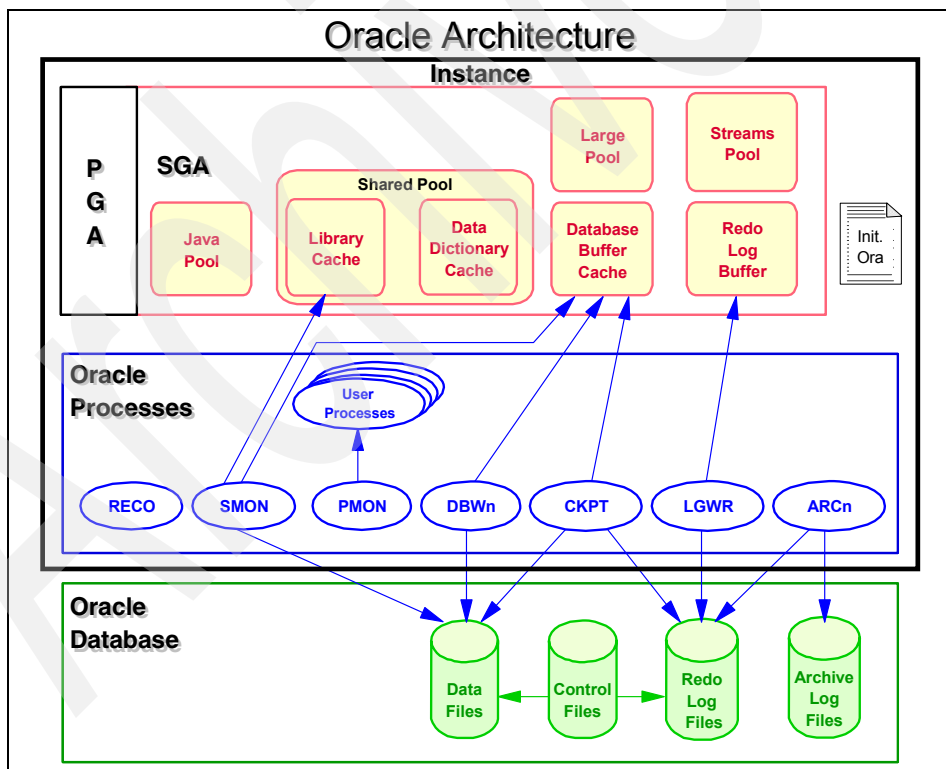 Oracle Architecture
Instance
P
G
A
SGA
Java
Pool
Shared Pool
Library
Cache
Data
Dictionary
Cache
Large
Pool
Database
Buffer
Cache
Streams
Pool
Redo
Log
Buffer
Init.
Ora
Oracle
Processes
User
Processes
RECO
SMON
PMON
DBWn
CKPT
LGWR
ARCn
Oracle
Database
Data
Files
Control
Files
Redo
Log
Files
Archive
Log
Files